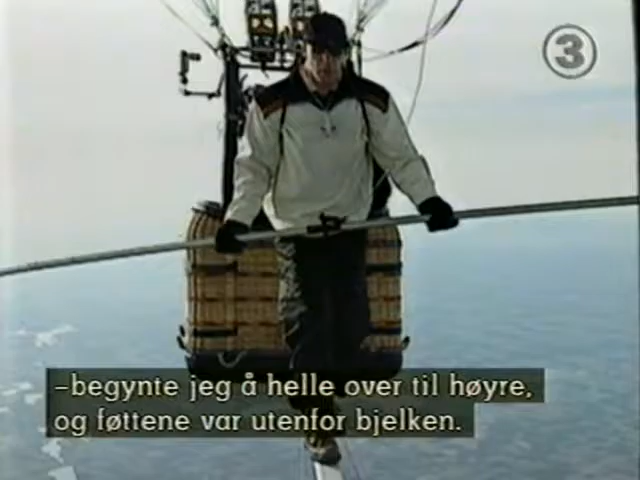 3
–begynte jeg å helle over til høyre,
og føttene var utenfor bjelken.